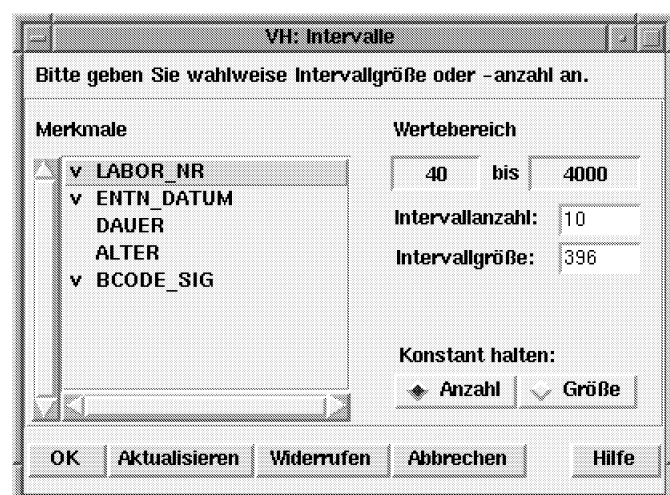 VH: Intervalle
Bitte geben Sie wahlweise Intervallgröße oder -anzahl an.
Merkmale
v LABOR_NR
v ENTN_DATUM
DAUER
ALTER
v BCODE_SIG
Wertebereich
40 bis 4000
Intervallanzahl: 10
Intervallgröße: 396
Konstant halten:
Anzahl Größe
OK Aktualisieren Widerrufen Abbrechen Hilfe